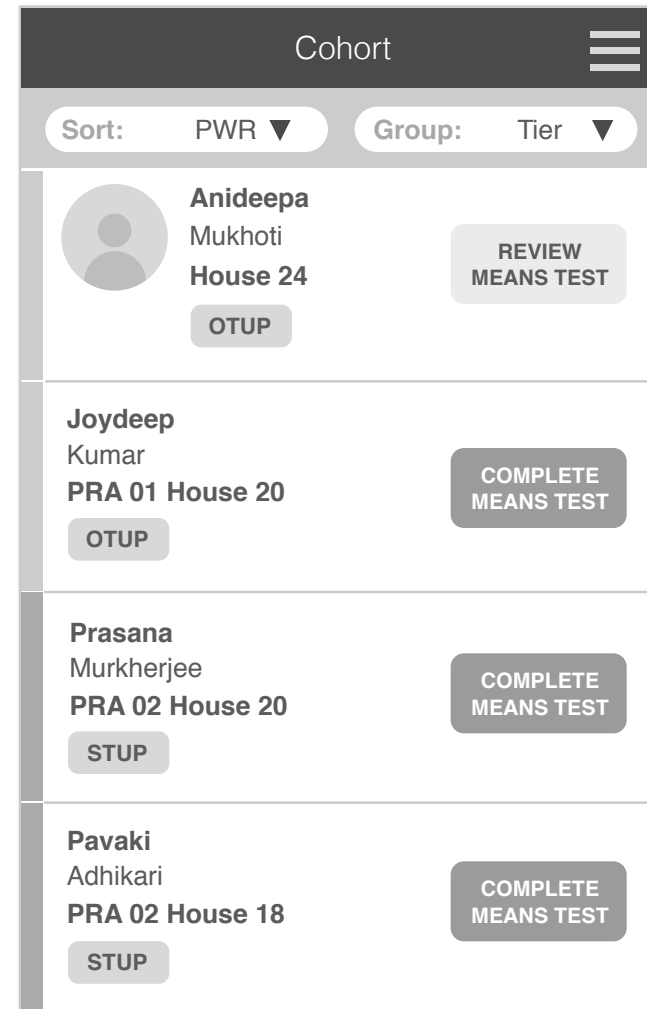 Cohort
Sort: PWR ▼ Group: Tier ▼
Anideepa
Mukhoti
House 24
OTUP
REVIEW
MEANS TEST
Joydeep
Kumar
PRA 01 House 20
OTUP
COMPLETE
MEANS TEST
Prasana
Murkherjee
PRA 02 House 20
STUP
COMPLETE
MEANS TEST
Pavaki
Adhikari
PRA 02 House 18
STUP
COMPLETE
MEANS TEST